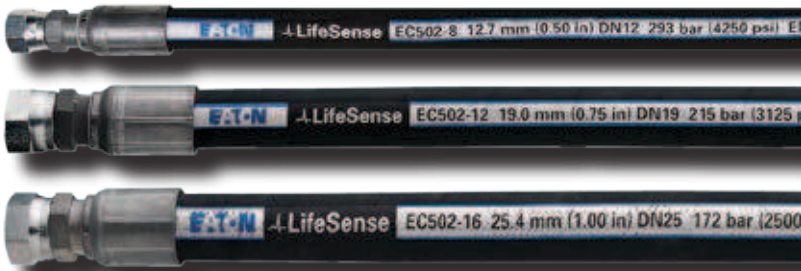 EATON LifeSense EC502-8 12.7 mm (0.50 in) DN12 293 bar (4250 psi)
EATON LifeSense EC502-12 19.0 mm (0.75 in) DN19 215 bar (3125
EATON LifeSense EC502-16 25.4 mm (1.00 in) DN25 172 bar (2500